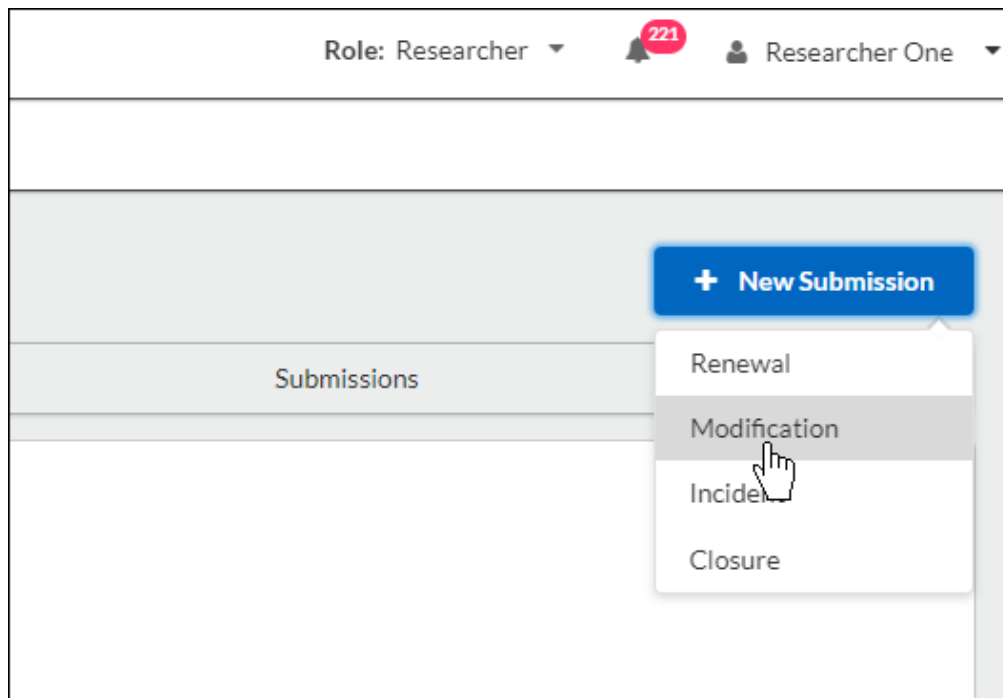 Role: Researcher 221 Researcher One
New Submission
Renewal
Submissions
Modification
Closure